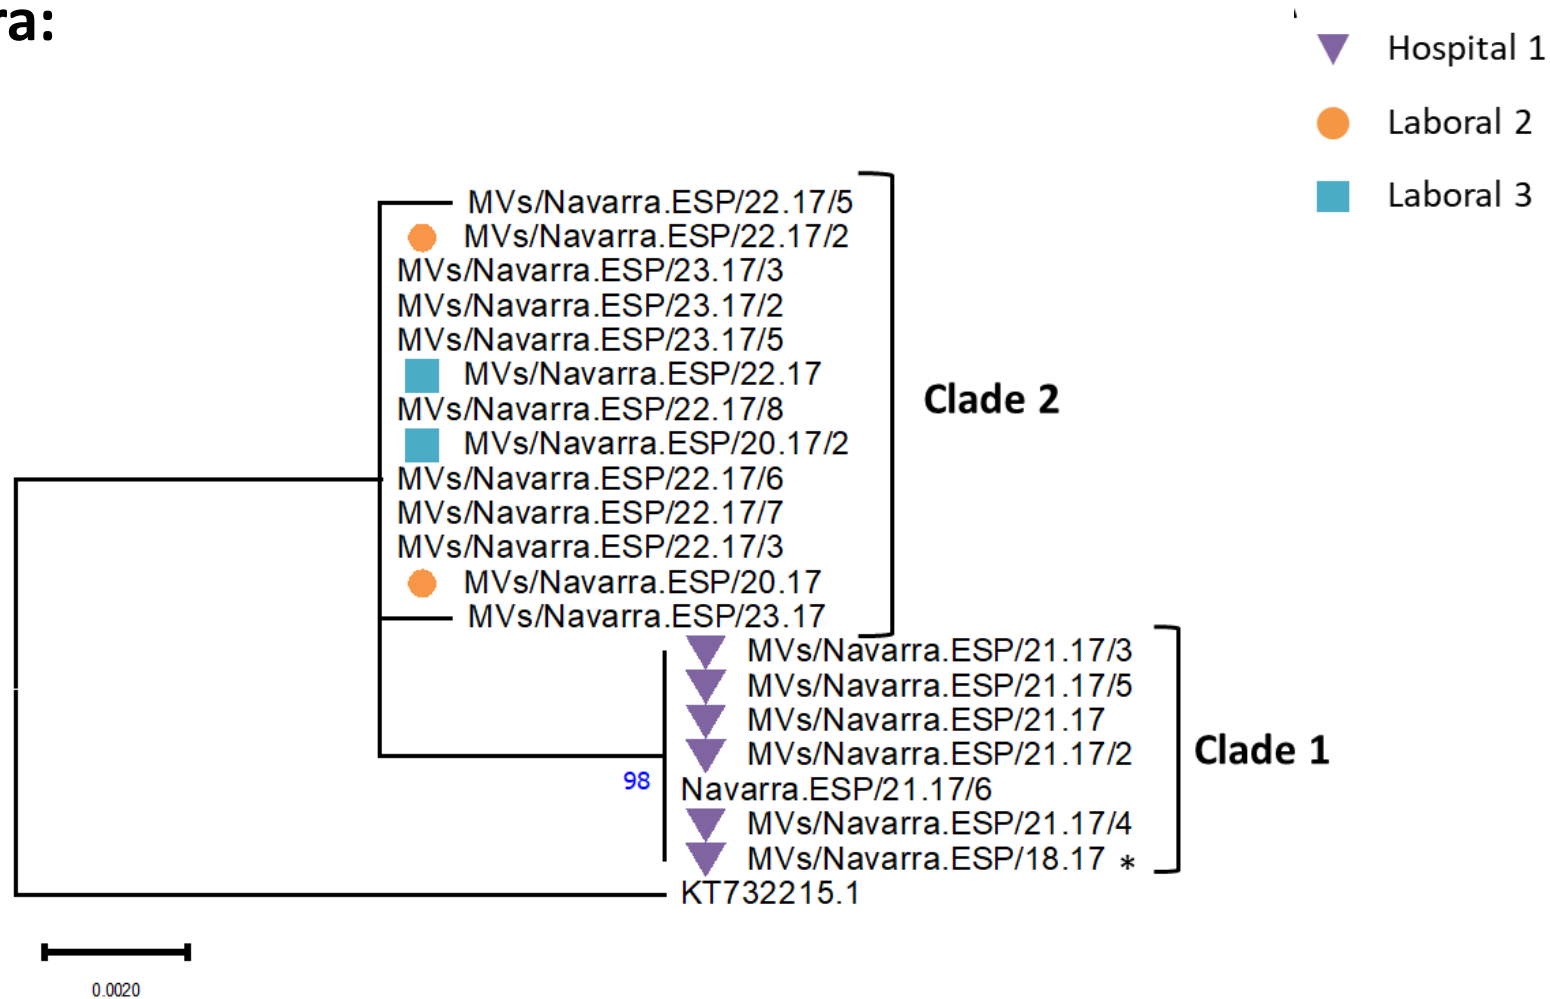 ra:
Hospital 1
Laboral 2
Laboral 3
MVs/Navarra.ESP/22.17/5
MVs/Navarra.ESP/22.17/2
MVs/Navarra.ESP/23.17/3
MVs/Navarra.ESP/23.17/2
MVs/Navarra.ESP/23.17/5
MVs/Navarra.ESP/22.17
MVs/Navarra.ESP/22.17/8
MVs/Navarra.ESP/20.17/2
MVs/Navarra.ESP/22.17/6
MVs/Navarra.ESP/22.17/7
MVs/Navarra.ESP/22.17/3
MVs/Navarra.ESP/20.17
MVs/Navarra.ESP/23.17
Clade 2
MVs/Navarra.ESP/21.17/3
MVs/Navarra.ESP/21.17/5
MVs/Navarra.ESP/21.17
MVs/Navarra.ESP/21.17/2
Navarra.ESP/21.17/6
MVs/Navarra.ESP/21.17/4
MVs/Navarra.ESP/18.17 *
Clade 1
98
KT732215.1
0.0020